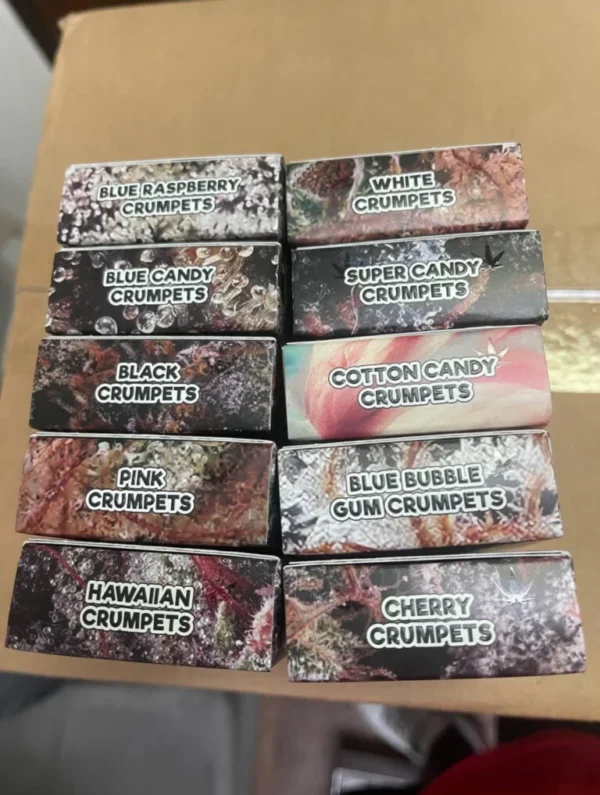 BLUE RASPBERRY
CRUMPETS
WHITE
CRUMPETS
BLUE CANDY
CRUMPETS
SUPER CANDY
CRUMPETS
BLACK
CRUMPETS
COTTON CANDY
CRUMPETS
PINK
CRUMPETS
BLUE BUBBLE
GUM CRUMPETS
HAWAIIAN
CRUMPETS
CHERRY
CRUMPETS